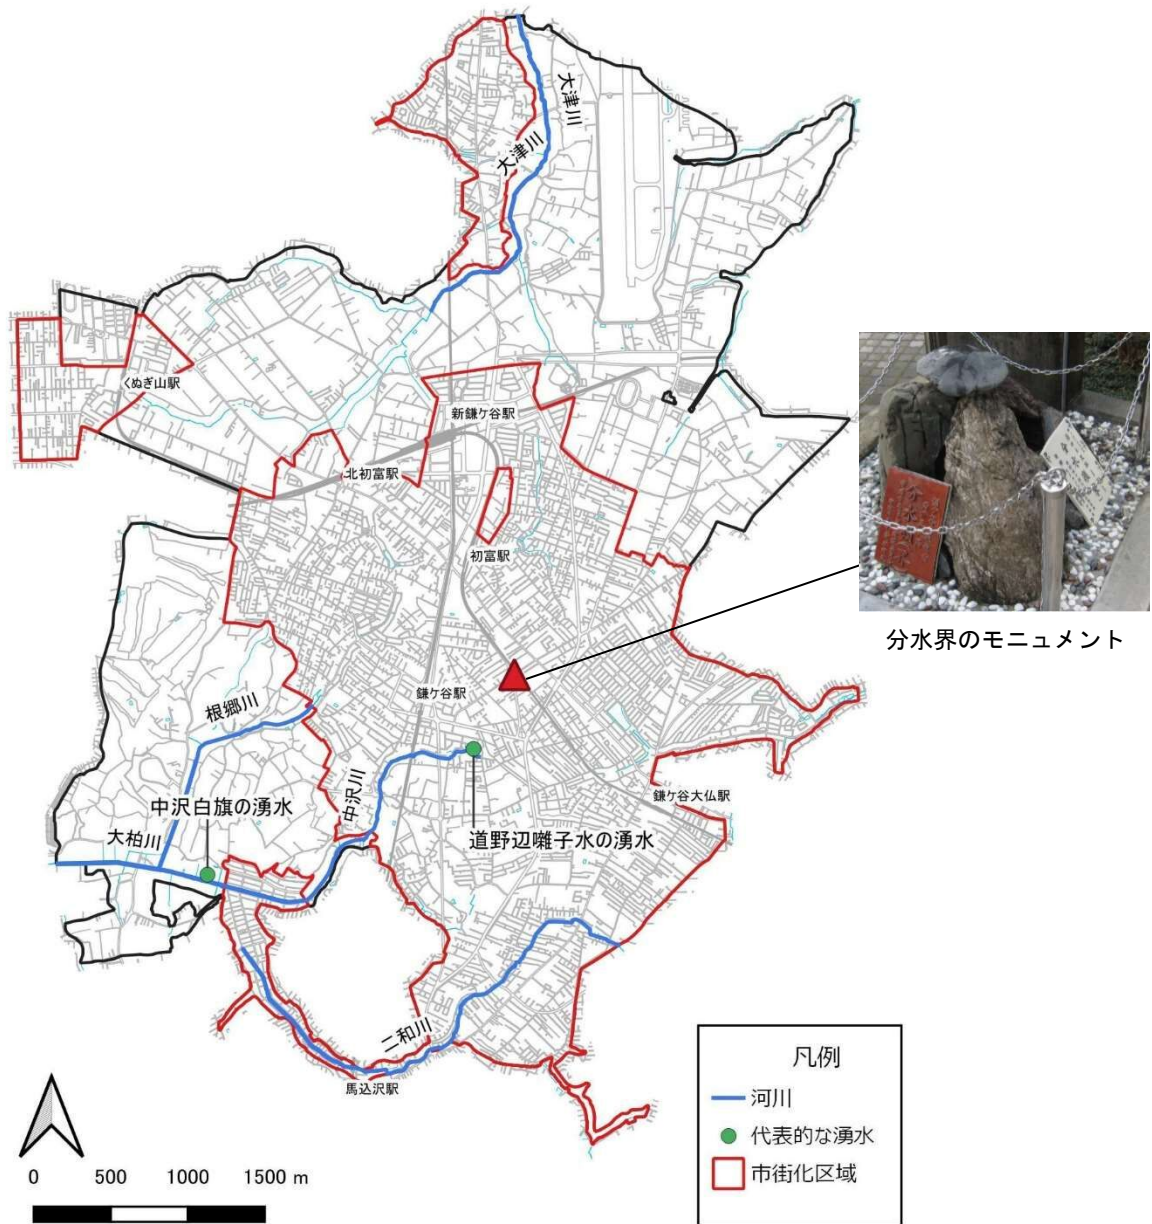 大津川
大津川
くぬぎ山駅
新鎌ケ谷駅
北初富駅
初富駅
分水界のモニュメント
鎌ケ谷駅
根郷川
中沢川
鎌ケ谷大仏駅
中沢白旗の湧水
道野辺囃子水の湧水
大柏川
二和川
馬込沢駅
凡例
河川
代表的な湧水
市街化区域
0 500 1000 1500 m